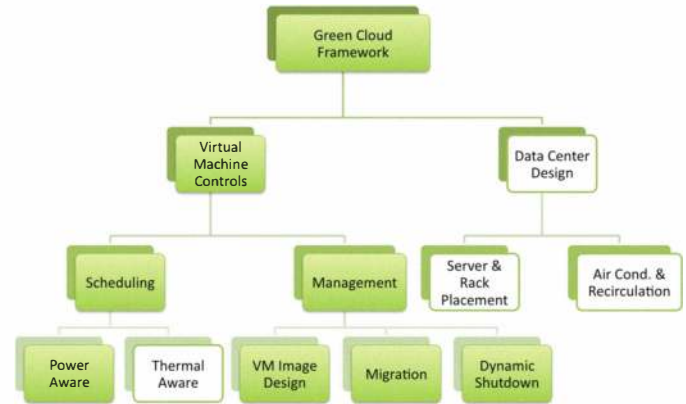 Green Cloud
Framework
Virtual
Machine
Controls
Data Center
Design
Scheduling
Management
Server &
Rack
Placement
Air Cond. &
Recirculation
Power
Aware
Thermal
Aware
VM Image
Design
Migration
Dynamic
Shutdown